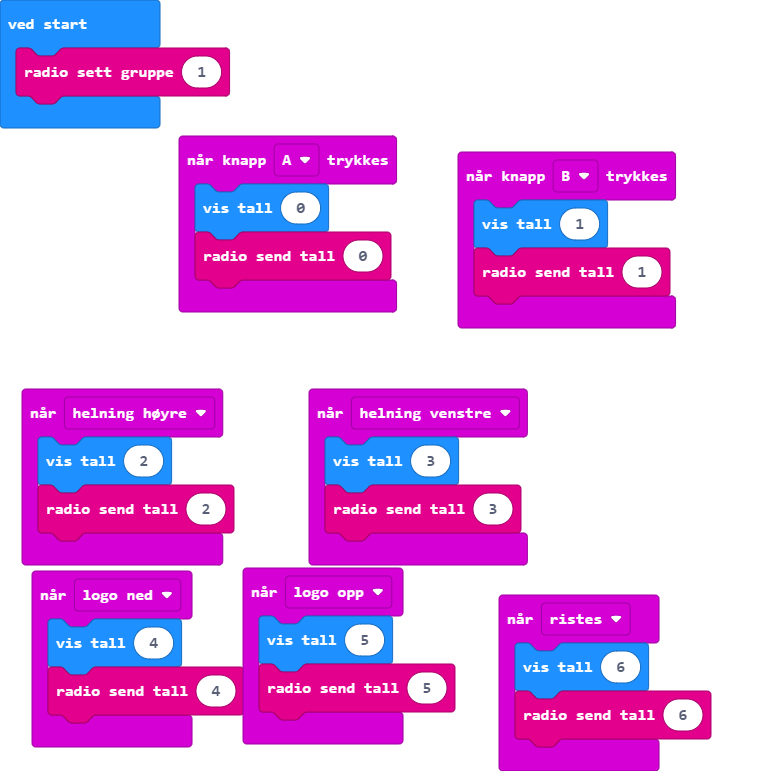 ved start
radio sett gruppe 1
når knapp A trykkes
vis tall 0
radio send tall 0
når knapp B trykkes
vis tall 1
radio send tall 1
når helning høyre
vis tall 2
radio send tall 2
når helning venstre
vis tall 3
radio send tall 3
når logo ned
vis tall 4
radio send tall 4
når logo opp
vis tall 5
radio send tall 5
når ristes
vis tall 6
radio send tall 6